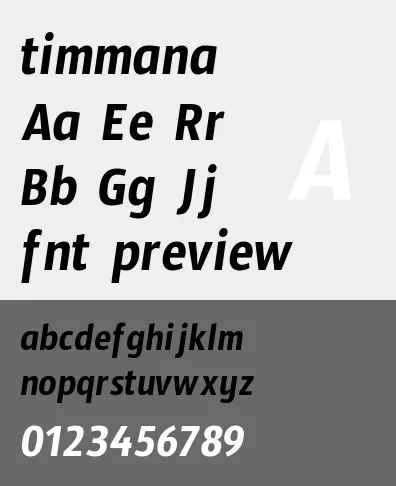 timmana
Aa Ee Rr
A
Bb Gg Jj
fnt preview
abcdefghijklm
nopqrstuvwxyz
0123456789